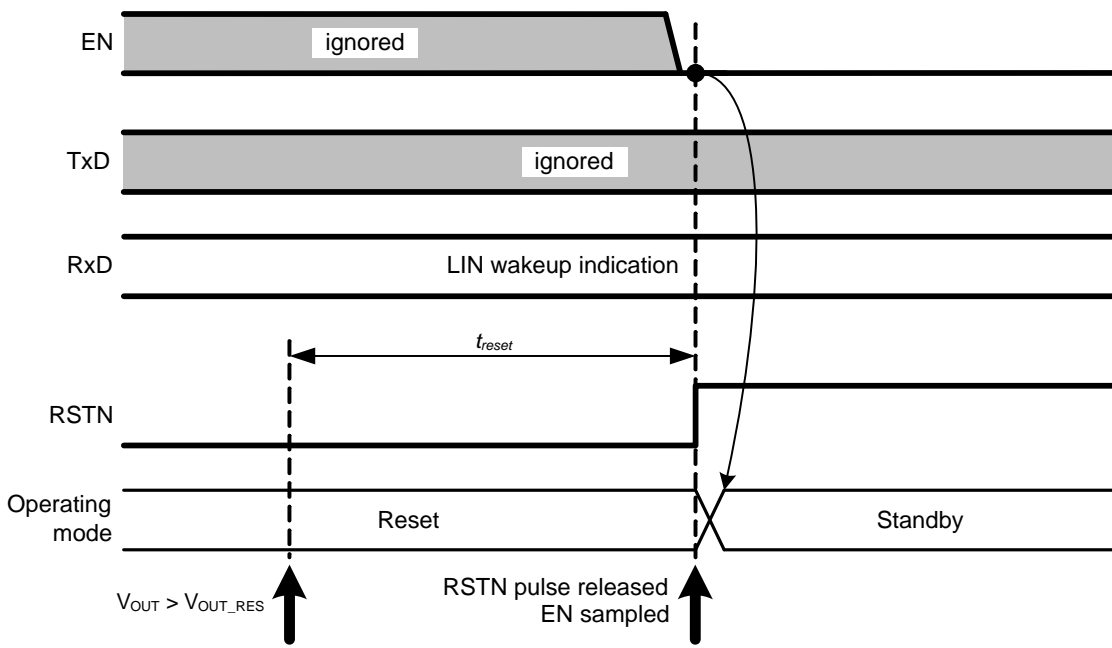 EN
ignored
TxD
ignored
RxD
LIN wakeup indication
treset
RSTN
Operating
mode
Reset
Standby
VOUT > VOUT_RES
RSTN pulse released
EN sampled